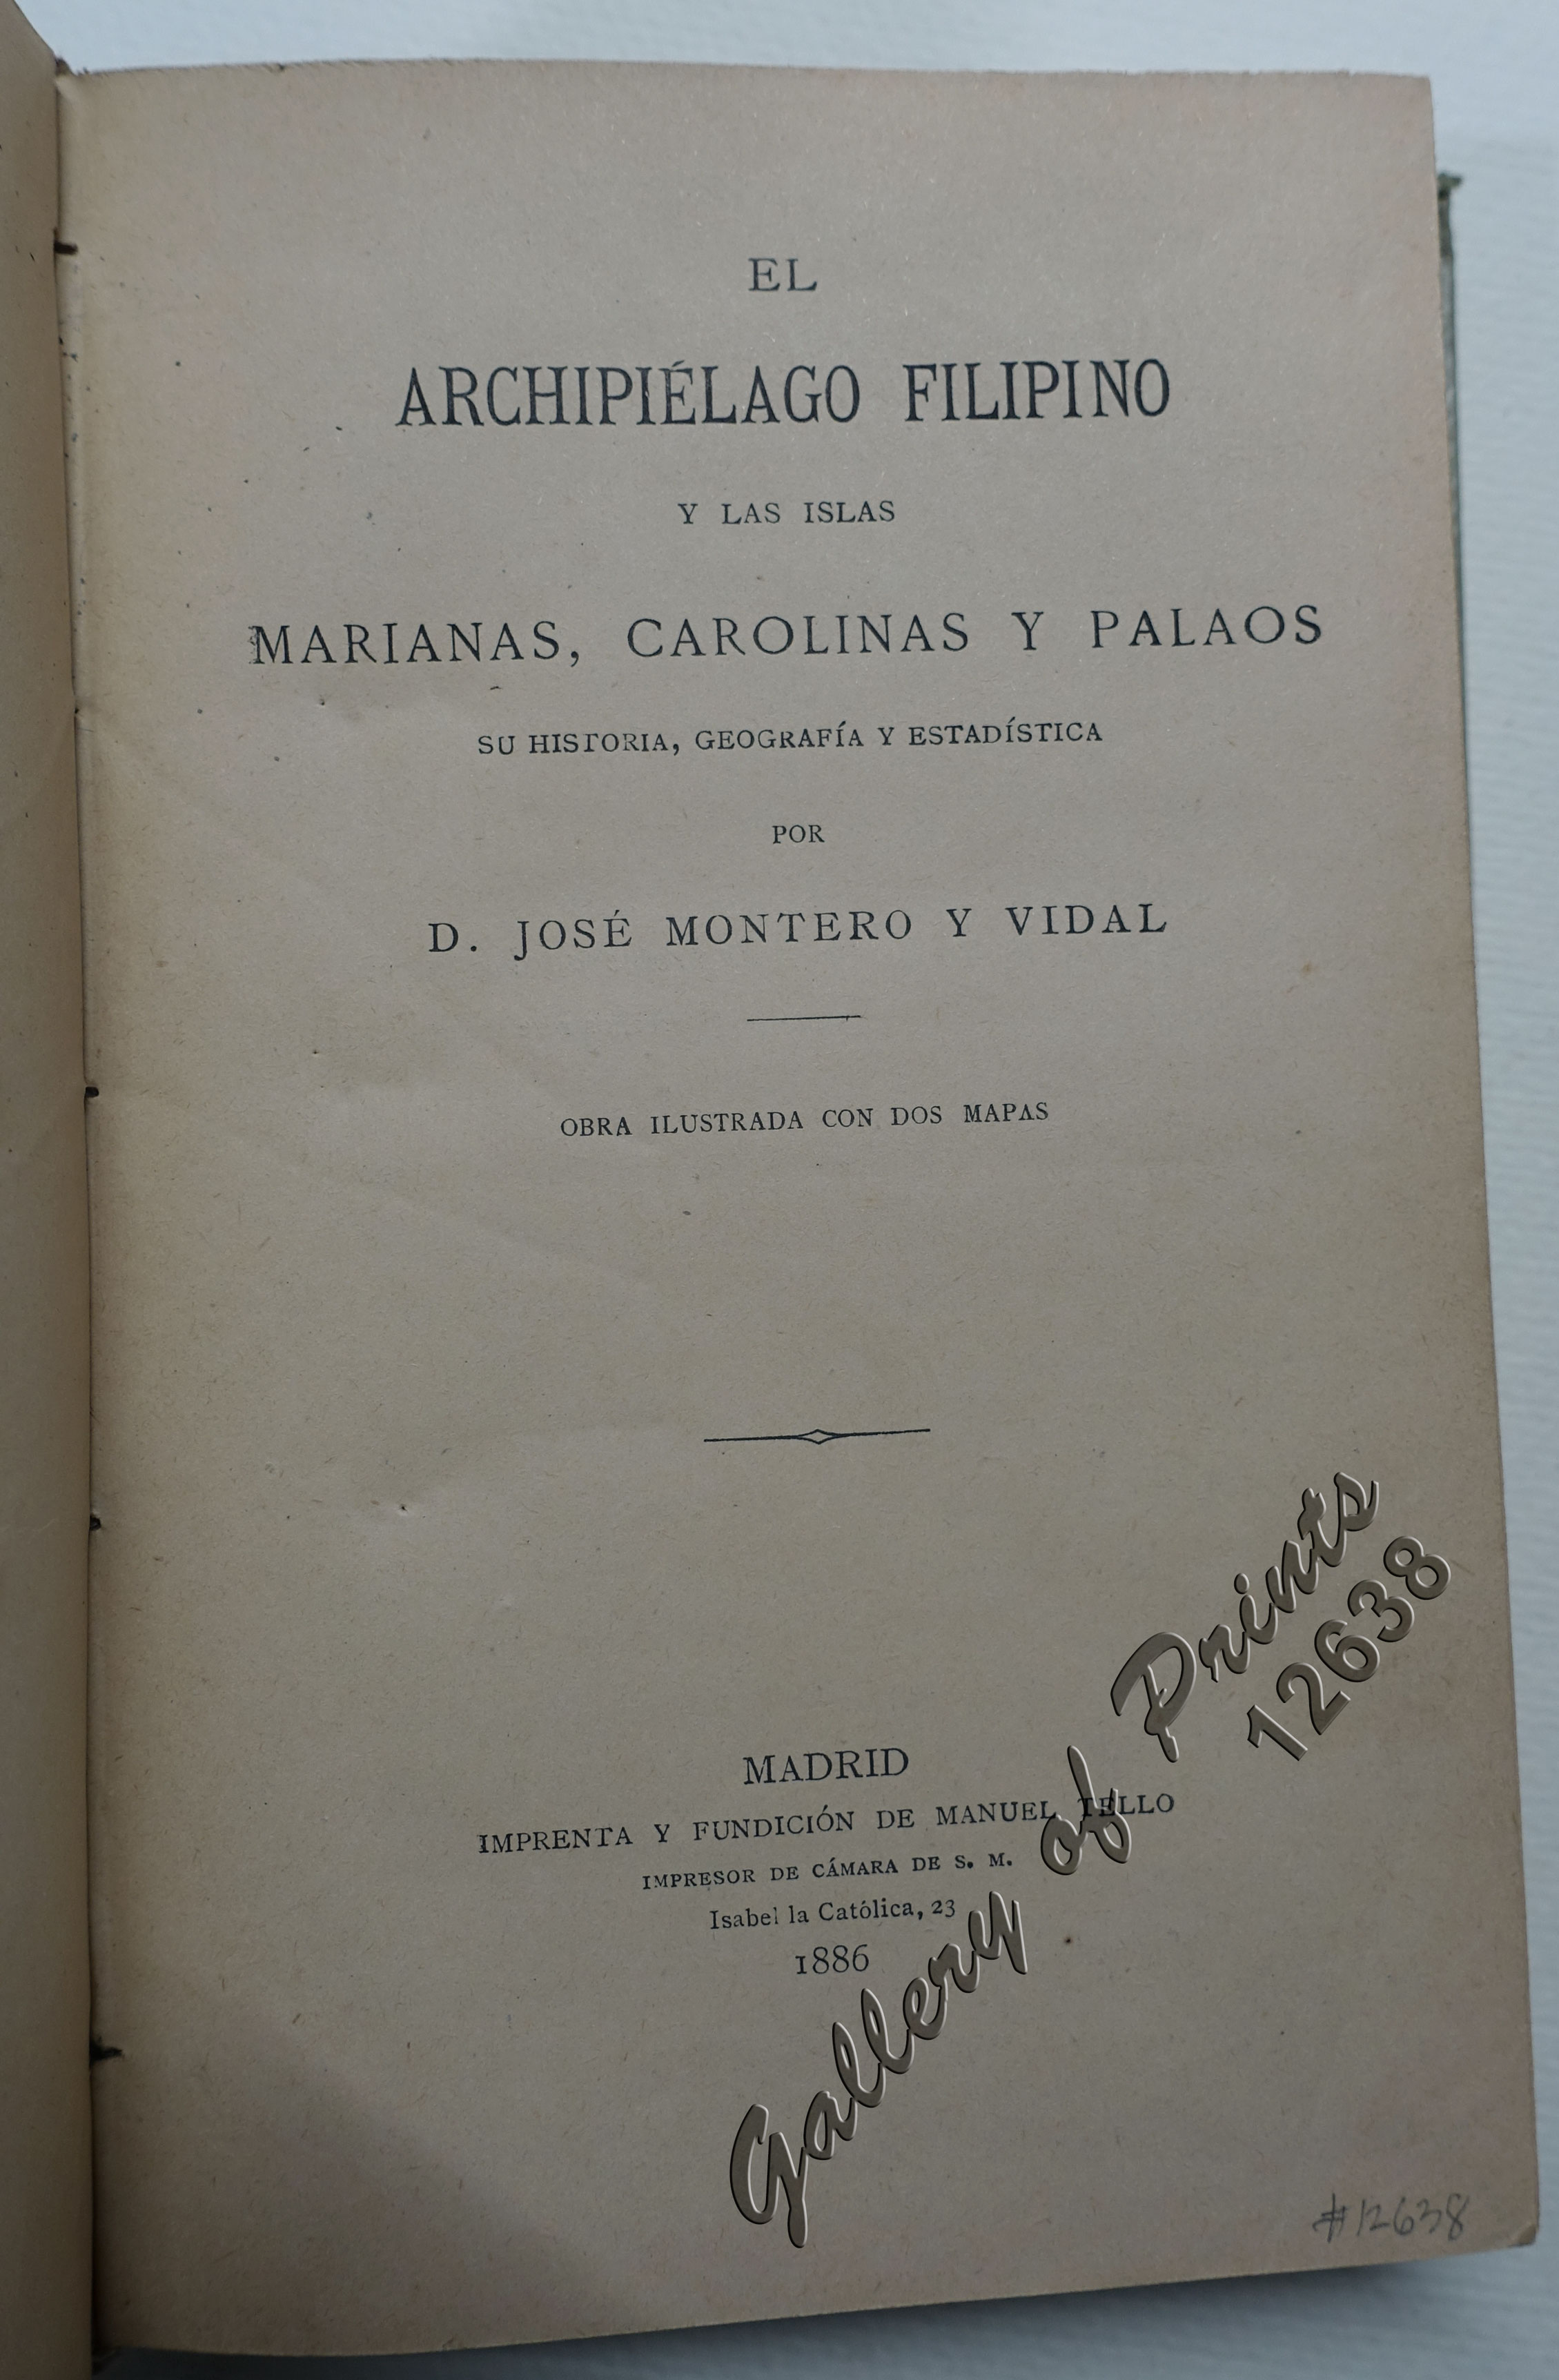 EL
ARCHIPIÉLAGO FILIPINO
Y LAS ISLAS
MARIANAS, CAROLINAS Y PALAOS
SU HISTORIA, GEOGRAFÍA Y ESTADÍSTICA
POR
D. JOSÉ MONTERO Y VIDAL
OBRA ILUSTRADA CON DOS MAPAS
MADRID
IMPRENTA Y FUNDICIÓN DE MANUEL TELLO
IMPRESOR DE CÁMARA DE S. M.
Isabel la Católica, 23
1886
Gallery of Prints
12638
#12638